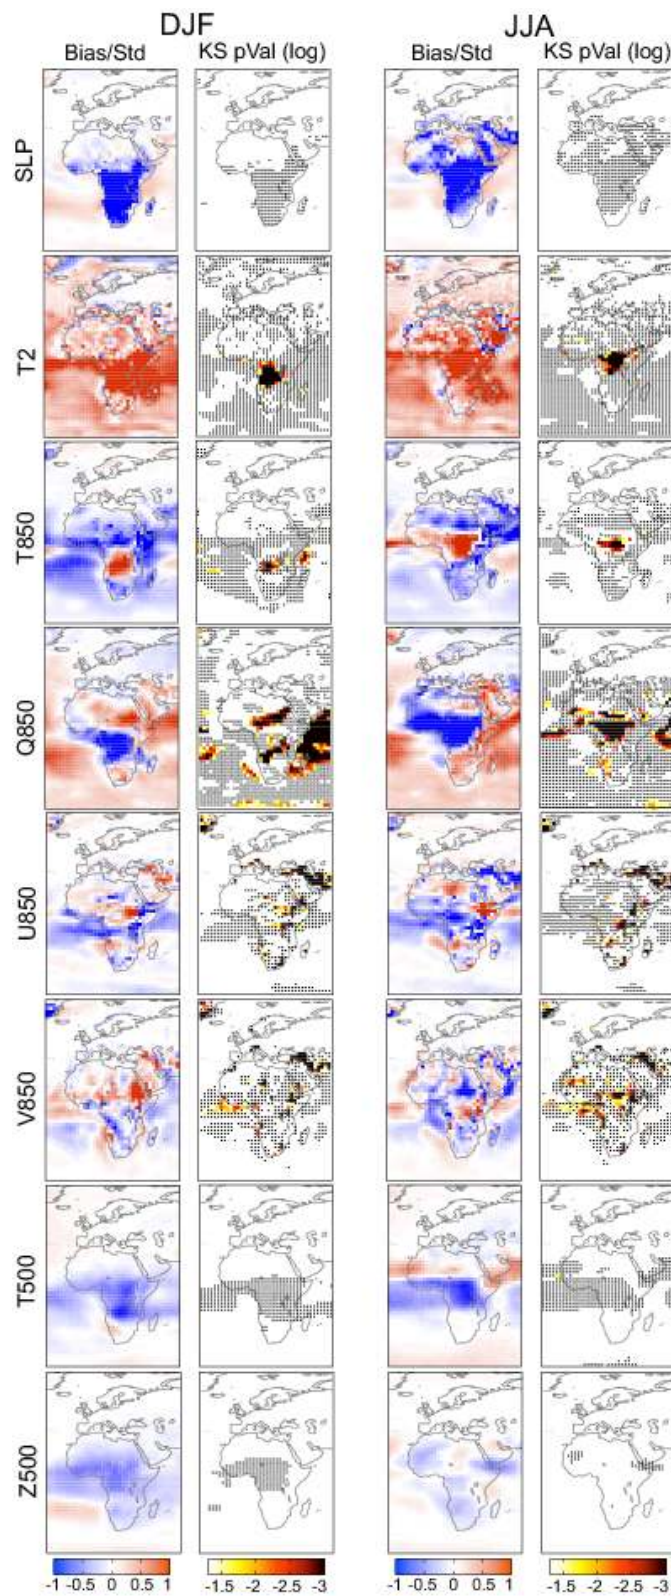 DJF JJA
Bias/Std KS pVal (log) Bias/Std KS pVal (log)
SLP
T2
T850
Q850
U850
V850
T500
Z500
-1 -0.5 0 0.5 1 -1.5 -2 -2.5 -3 -1 -0.5 0 0.5 1 -1.5 -2 -2.5 -3